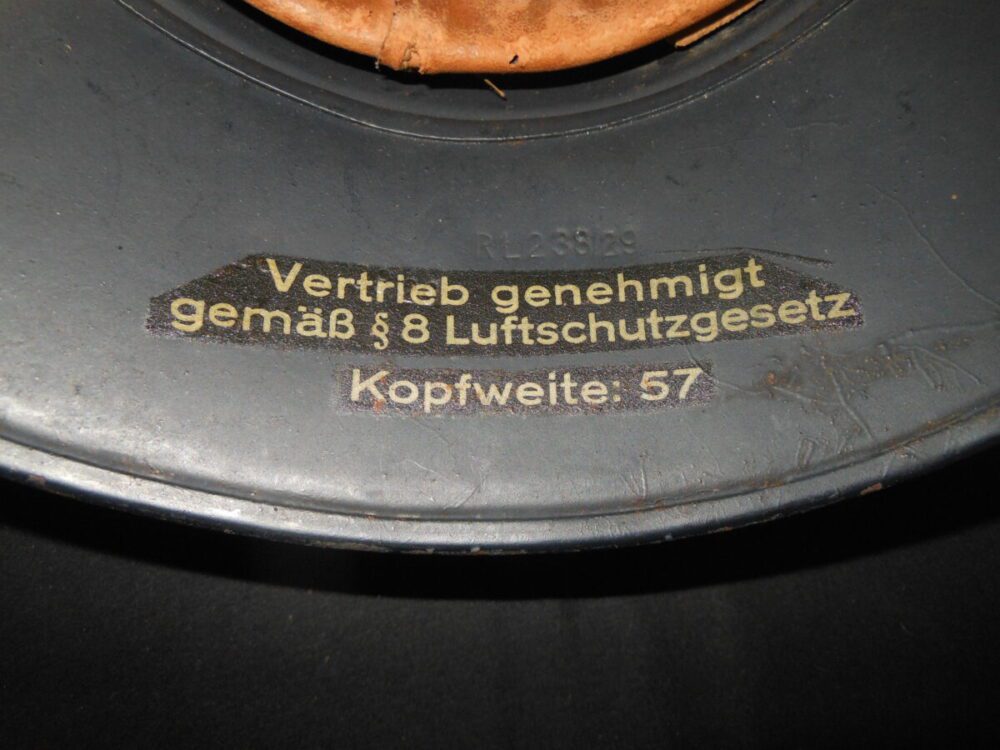 RL2 38/29
Vertrieb genehmigt
gemäß § 8 Luftschutzgesetz
Kopfweite: 57